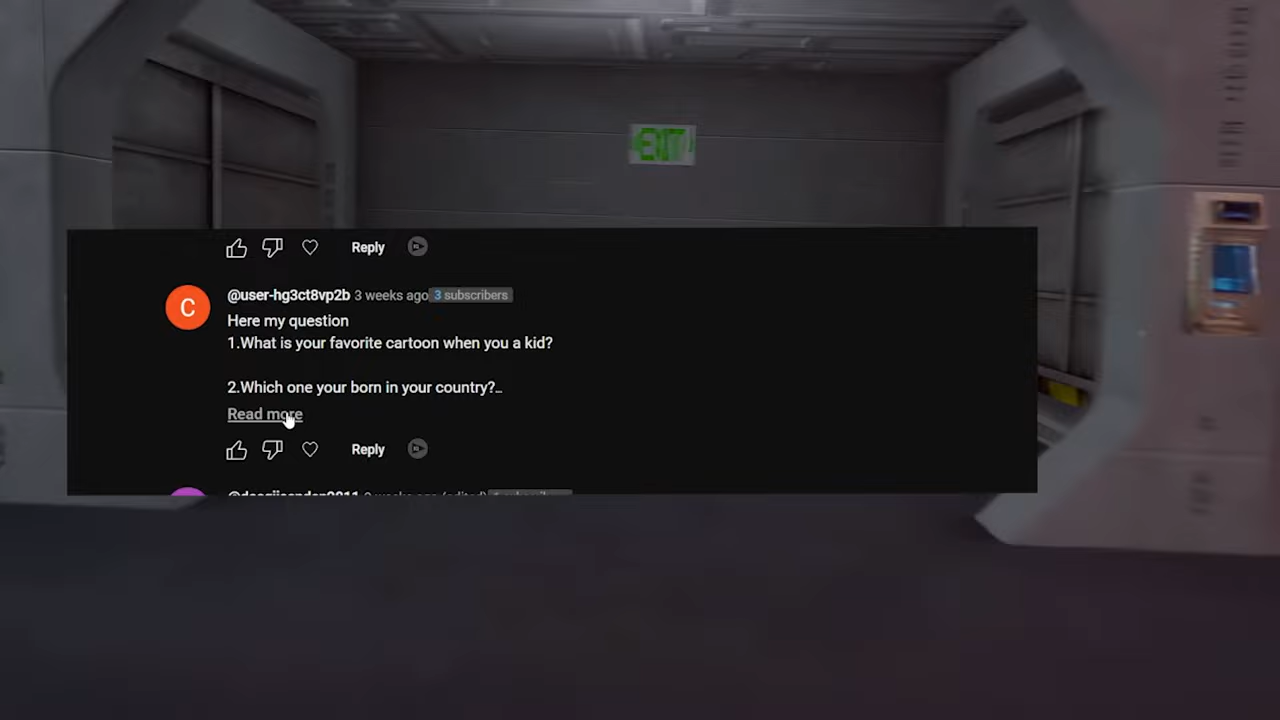 EXIT
Reply
C
@user-hg3ct8vp2b 3 weeks ago 3 subscribers
Here my question
1.What is your favorite cartoon when you a kid?
2.Which one your born in your country?...
Read more
Reply